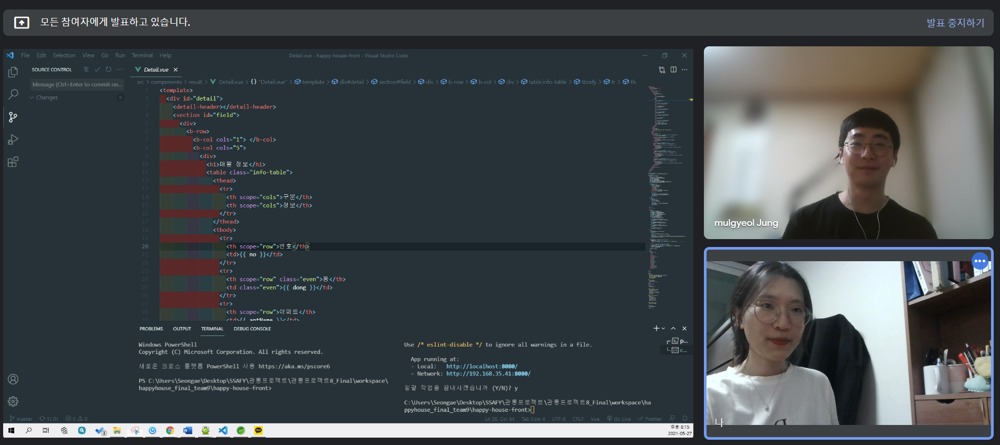 모든 참여자에게 발표하고 있습니다.
발표 중지하기
File Edit Selection View Go Run Terminal Help
Detail.vue - happy-house-front - Visual Studio Code
SOURCE CONTROL
Detail.vue
Message (Ctrl+Enter to commit on...
Changes
0
src > components > result > Detail.vue > {} "Detail.vue" > template > div#detail > section#field > div > b-row > b-col > div > table.info-table > tbody > tr > th
1 <template>
2 <div id="detail">
3 <detail-header></detail-header>
4 <section id="field">
5 <div>
6 <b-row>
7 <b-col cols="1"> </b-col>
8 <b-col cols="5">
9 <div>
10 <h1>매물 정보</h1>
11 <table class="info-table">
12 <thead>
13 <tr>
14 <th scope="cols">구분</th>
15 <th scope="cols">정보</th>
16 </tr>
17 </thead>
18 <tbody>
19 <tr>
20 <th scope="row">번호</th>
21 <td>{{ no }}</td>
22 </tr>
23 <tr>
24 <th scope="row" class="even">동</th>
25 <td class="even">{{ dong }}</td>
26 </tr>
27 <tr>
28 <th scope="row">아파트</th>
29 <td>{{ aptName }}</td>
PROBLEMS OUTPUT TERMINAL DEBUG CONSOLE
Windows PowerShell
Copyright (C) Microsoft Corporation. All rights reserved.
새로운 크로스 플랫폼 PowerShell 사용 https://aka.ms/pscore6
PS C:\Users\Seongae\Desktop\SSAFY\관통프로젝트\관통프로젝트8_Final\workspace\
happyhouse_final_team9\happy-house-front>
Use /* eslint-disable */ to ignore all warnings in a file.
App running at:
- Local: http://localhost:8080/
- Network: http://192.168.35.41:8080/
일괄 작업을 끝내시겠습니까 (Y/N)? y
C:\Users\Seongae\Desktop\SSAFY\관통프로젝트\관통프로젝트8_Final\workspace\ha
ppyhouse_final_team9\happy-house-front>
p...
c...
master 1↓ 0↑ 0 0
Ln 20, Col 44 Tab Size: 4 UTF-8 CRLF Vue Go Live Prettier
3
TALK
오후 8:15
2021-05-27
mulgyeol Jung
나